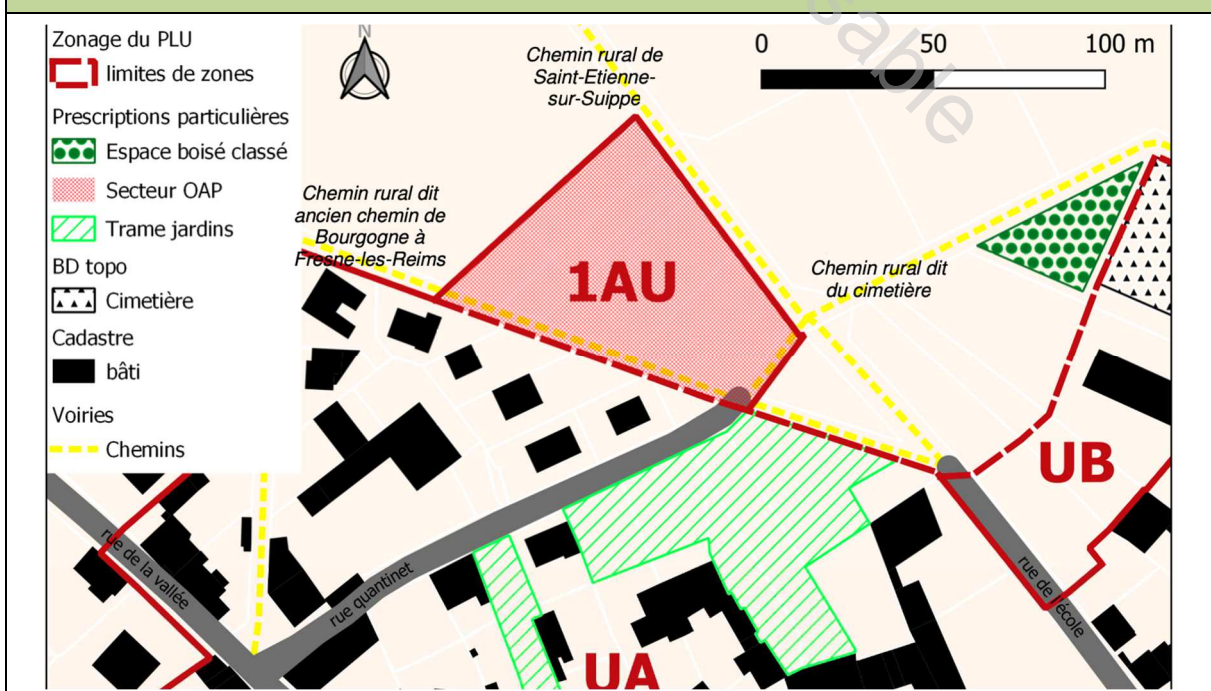 Zonage du PLU
limites de zones
Prescriptions particulières
Espace boisé classé
Secteur OAP
Trame jardins
BD topo
Cimetière
Cadastre
bâti
Voiries
Chemins
N
Chemin rural de
Saint-Etienne-
sur-Suippe
0 50 100 m
sable
Chemin rural dit
ancien chemin de
Bourgogne à
Fresne-les-Reims
1AU
Chemin rural dit
du cimetière
UB
rue de la vallée
rue quantinet
rue de l'école
UA